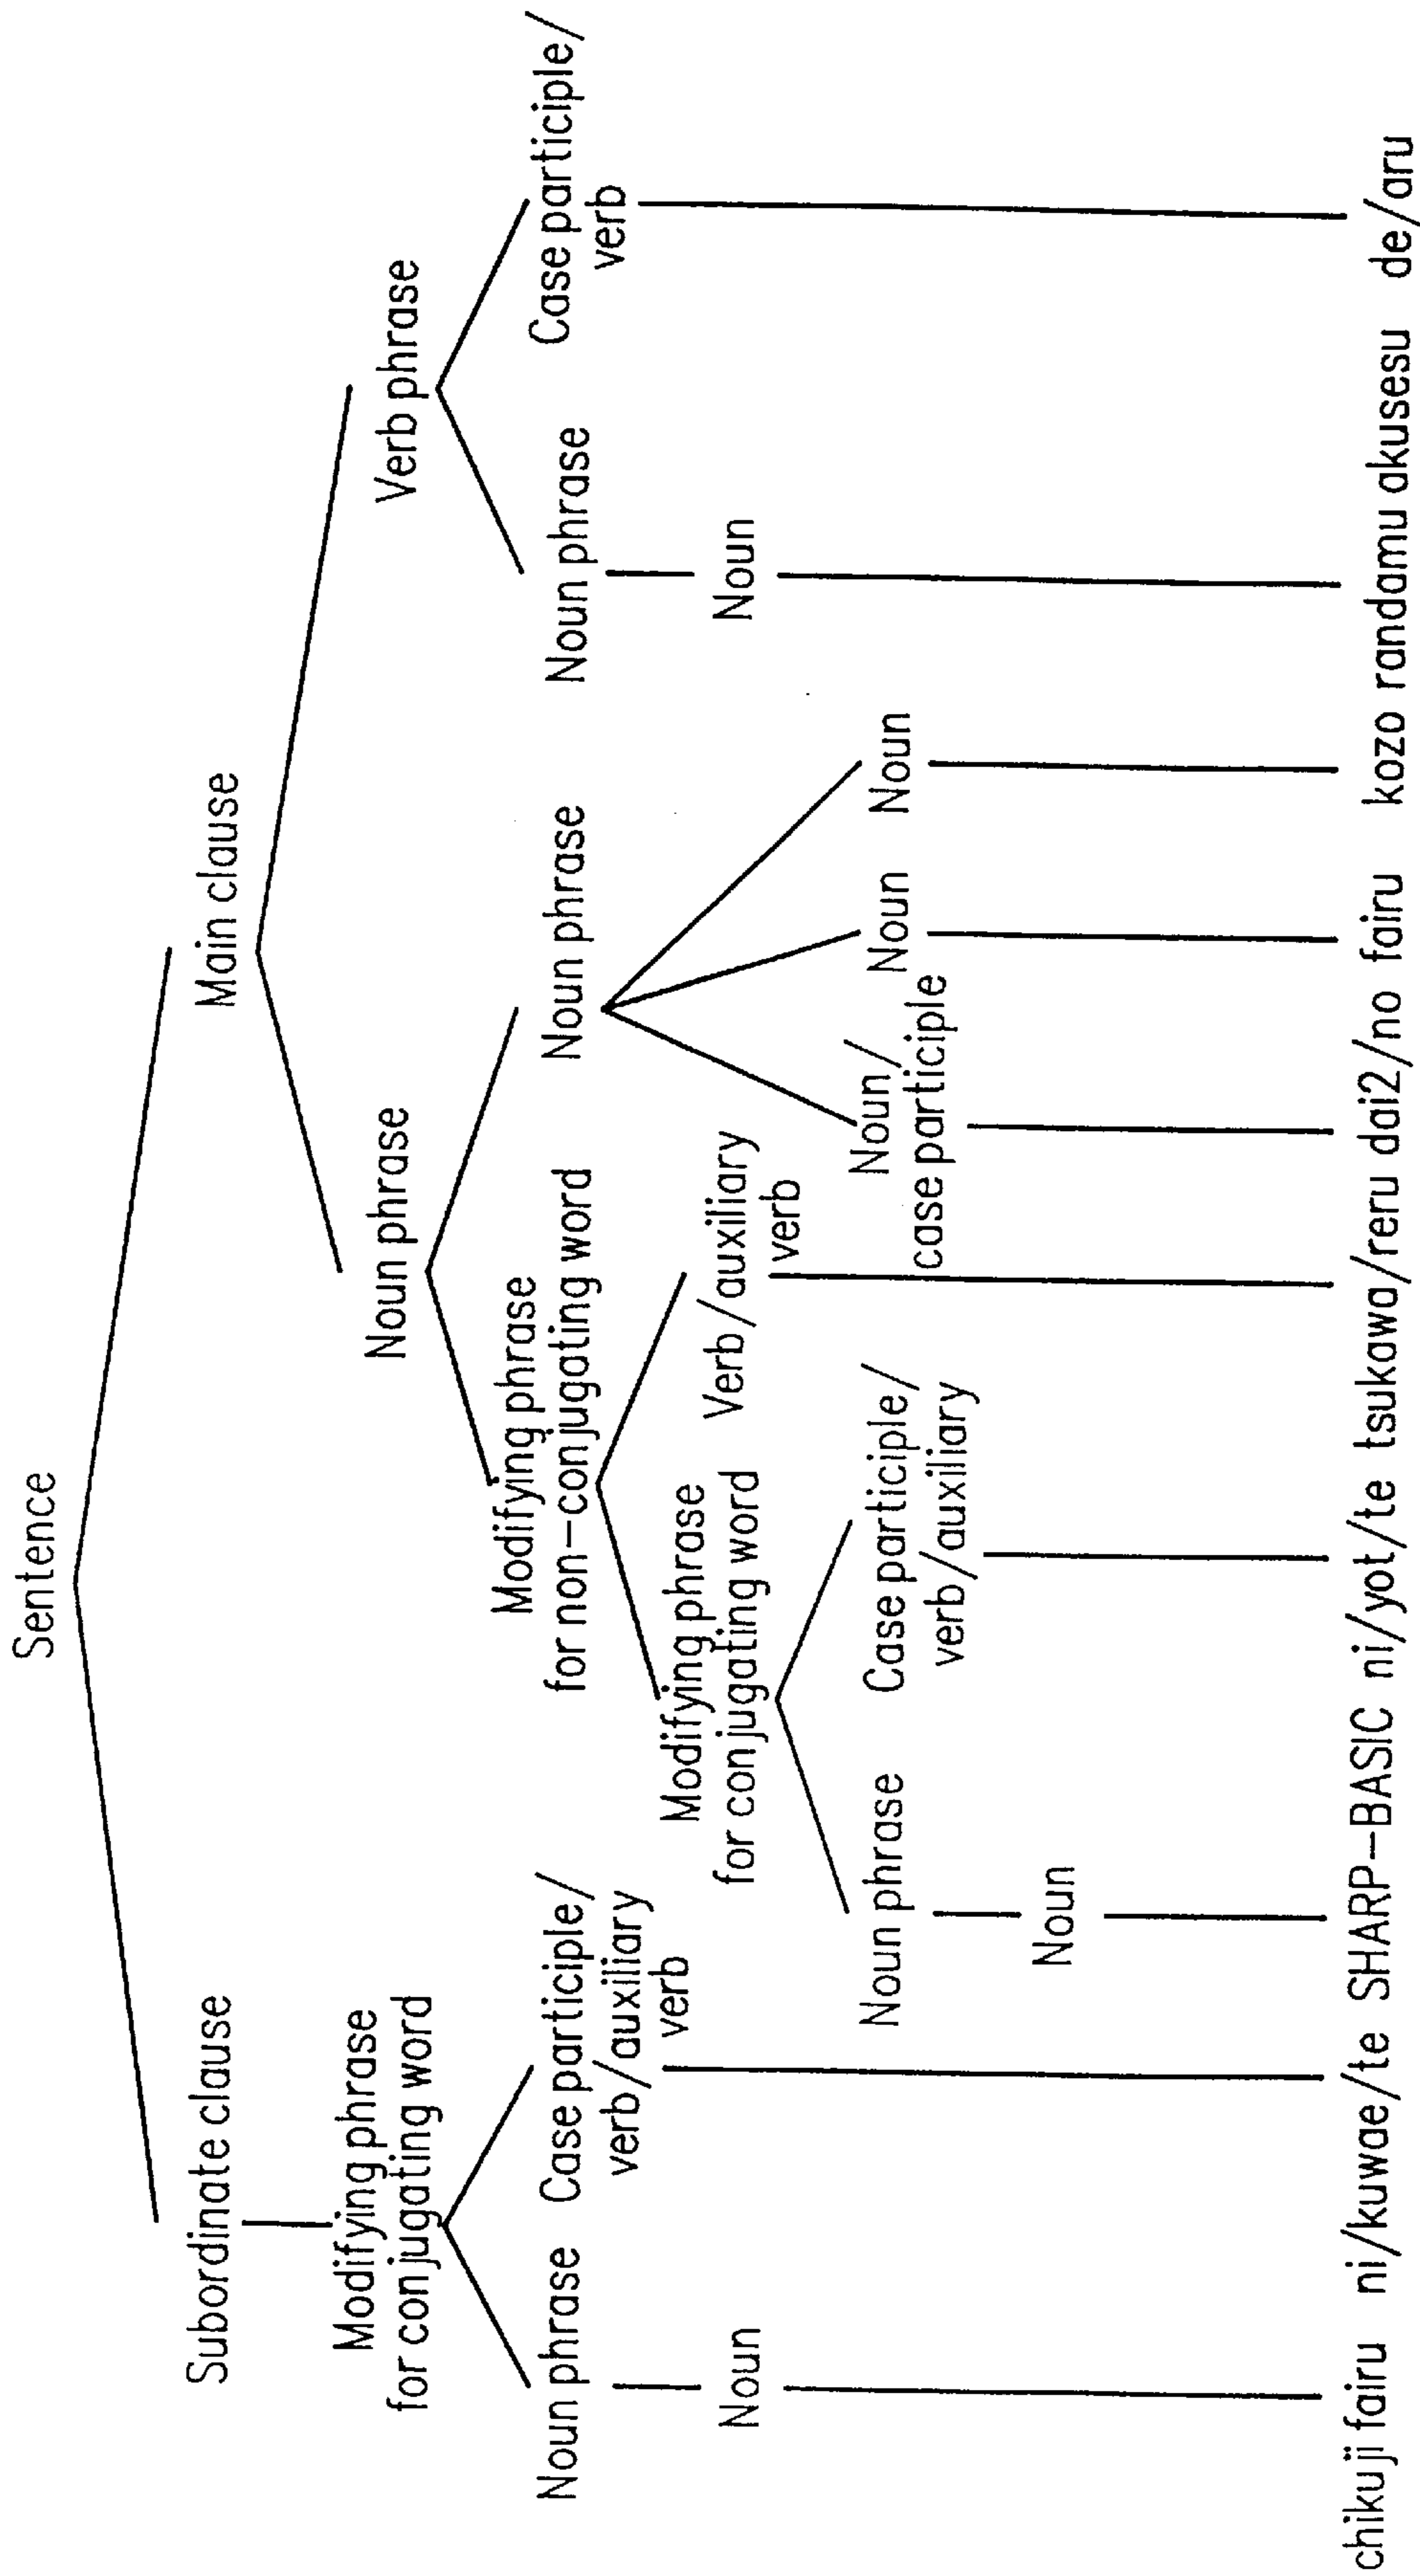 Sentence
Subordinate clause
Main clause
Modifying phrase
for conjugating word
Noun phrase
Verb phrase
Noun phrase
Case participle/
verb/auxiliary
verb
Modifying phrase
for non-conjugating word
Noun phrase
Noun phrase
Case participle/
verb
Noun
Modifying phrase
for conjugating word
Verb/auxiliary
verb
Noun
Noun phrase
Case participle/
verb/auxiliary
Noun/
case participle
Noun
Noun
Noun
chikuji fairu ni/kuwae/te SHARP-BASIC ni/yot/te tsukawa/reru dai2/no fairu kozo randamu akusesu de/aru